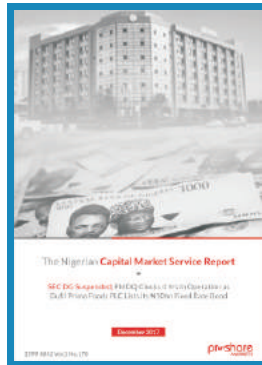 1000
The Nigerian Capital Market Service Report
SEC DG Suspended; FMDQ Clocks 4 Years Operation as
Dufil Prima Foods PLC Lists its N10bn Fixed Rate Bond
December 2017
proshare